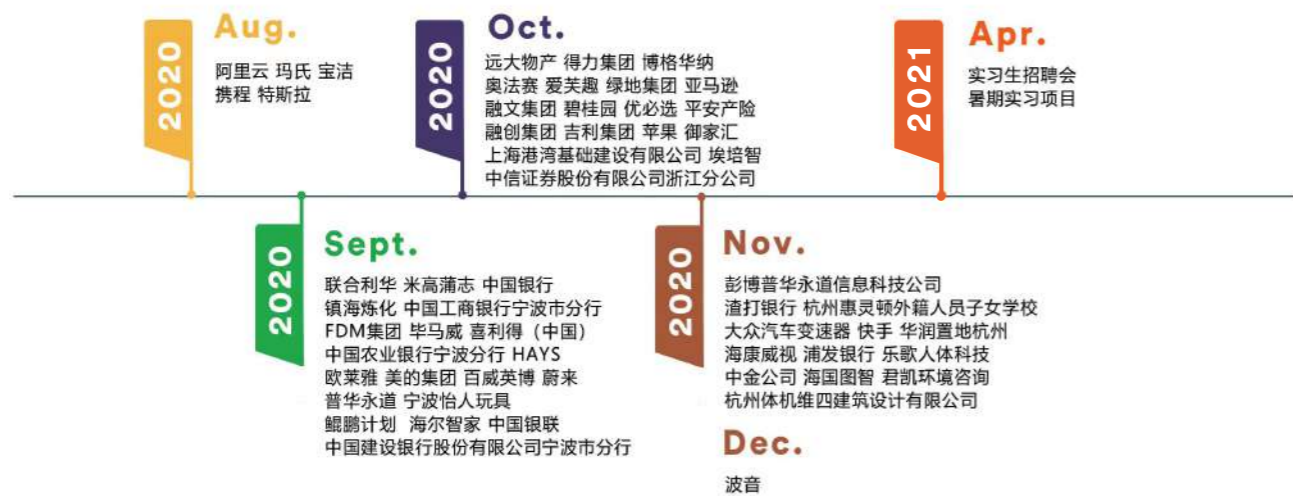 2020
Aug.
阿里云 玛氏 宝洁
携程 特斯拉
2020
Sept.
联合利华 米高蒲志 中国银行
镇海炼化 中国工商银行宁波市分行
FDM集团 毕马威 喜利得（中国）
中国农业银行宁波分行 HAYS
欧莱雅 美的集团 百威英博 蔚来
普华永道 宁波怡人玩具
鲲鹏计划 海尔智家 中国银联
中国建设银行股份有限公司宁波市分行
2020
Oct.
远大物产 得力集团 博格华纳
奥法赛 爱芙趣 绿地集团 亚马逊
融文集团 碧桂园 优必选 平安产险
融创集团 吉利集团 苹果 御家汇
上海港湾基础建设有限公司 埃培智
中信证券股份有限公司浙江分公司
2020
Nov.
彭博普华永道信息科技公司
渣打银行 杭州惠灵顿外籍人员子女学校
大众汽车变速器 快手 华润置地杭州
海康威视 浦发银行 乐歌人体科技
中金公司 海国图智 君凯环境咨询
杭州体机维四建筑设计有限公司
Dec.
波音
2021
Apr.
实习生招聘会
暑期实习项目